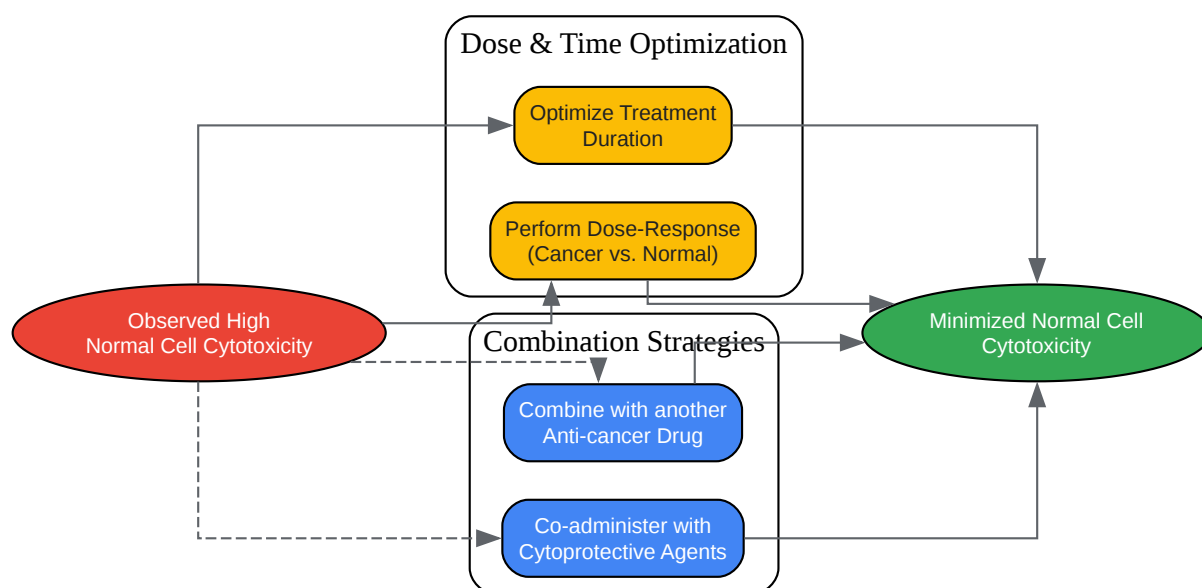 Dose & Time Optimization
Optimize Treatment
Duration
Perform Dose-Response
(Cancer vs. Normal)
Observed High
Normal Cell Cytotoxicity
Minimized Normal Cell
Cytotoxicity
Combination Strategies
Combine with another
Anti-cancer Drug
Co-administer with
Cytoprotective Agents